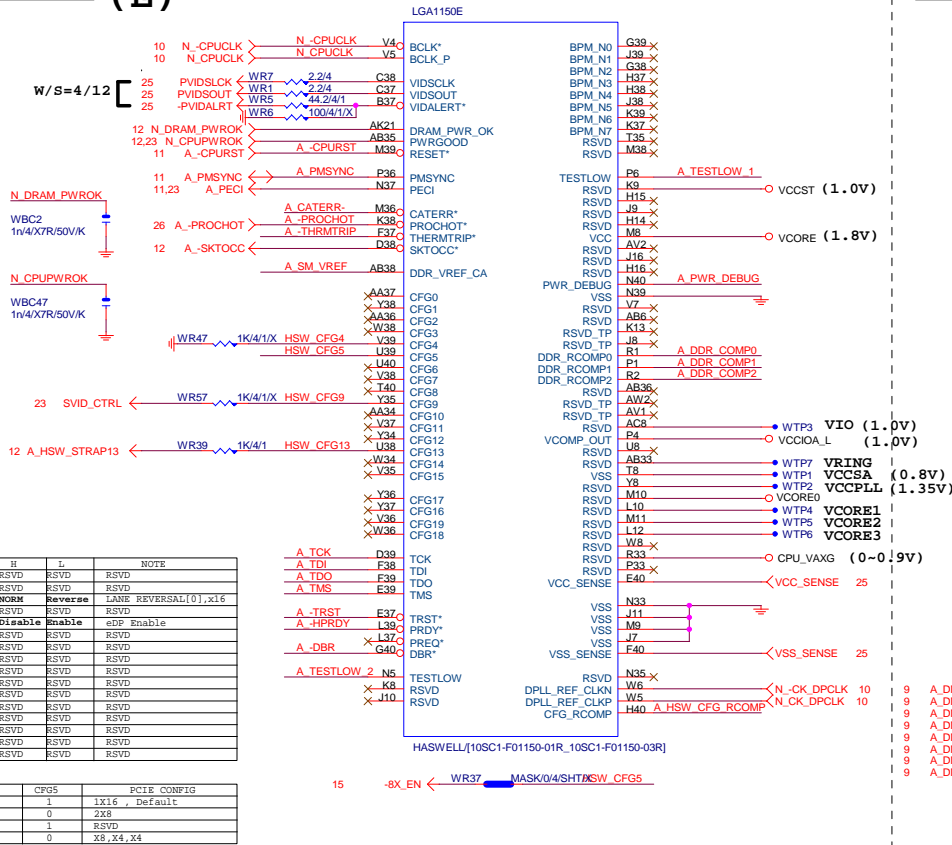 (E)
LGA1150E
10 N_-CPUCLK N_-CPUCLK V4 BCLK* BPM_N0 G39
10 N_CPUCLK N_CPUCLK V5 BCLK_P BPM_N1 J39
BPM_N2 G38
W/S=4/12
25 PVIDSLCK WR7 2.2/4 C38 VIDSCLK BPM_N3 H37
25 PVIDSOUT WR1 2.2/4 C37 VIDSOUT BPM_N4 H38
25 -PVIDALRT WR5 44.2/4/1 B37 VIDALERT* BPM_N5 J38
WR6 100/4/1/X BPM_N6 K39
BPM_N7 K37
12 N_DRAM_PWROK AK21 DRAM_PWR_OK RSVD T35
12,23 N_CPUPWROK AB35 PWRGOOD RSVD M38
11 A_-CPURST A_-CPURST M39 RESET*
11 A_PMSYNC A_PMSYNC P36 PMSYNC TESTLOW P6 A_TESTLOW_1
11,23 A_PECI N37 PECI RSVD K9 VCCST (1.0V)
RSVD H15
A_CATERR- M36 CATERR* RSVD J9
26 A_-PROCHOT A_-PROCHOT K38 PROCHOT* RSVD H14
A_-THRMTRIP F37 THERMTRIP* VCC M8 VCORE (1.8V)
12 A_-SKTOCC D38 SKTOCC* RSVD AV2
RSVD J16
A_SM_VREF AB38 DDR_VREF_CA RSVD H16
PWR_DEBUG N40 A_PWR_DEBUG
N_DRAM_PWROK
WBC2
1n/4/X7R/50V/K
N_CPUPWROK
WBC47
1n/4/X7R/50V/K
AA37 CFG0 VSS N39
Y38 CFG1 RSVD V7
AA36 CFG2 RSVD AB6
W38 CFG3 RSVD_TP K13
WR47 1K/4/1/X HSW_CFG4 V39 CFG4 RSVD_TP J8
HSW_CFG5 U39 CFG5 DDR_RCOMP0 R1 A_DDR_COMP0
U40 CFG6 DDR_RCOMP1 P1 A_DDR_COMP1
V38 CFG7 DDR_RCOMP2 R2 A_DDR_COMP2
T40 CFG8 RSVD AB36
23 SVID_CTRL WR57 1K/4/1/X HSW_CFG9 Y35 CFG9 RSVD_TP AW2
AA34 CFG10 RSVD_TP AV1
V37 CFG11 RSVD AC8 WTP3 VIO (1.0V)
Y34 CFG12 VCOMP_OUT P4 VCCIOA_L (1.0V)
12 A_HSW_STRAP13 WR39 1K/4/1 HSW_CFG13 U38 CFG13 RSVD U8
W34 CFG14 RSVD AB33 WTP7 VRING
V35 CFG15 VSS T8 WTP1 VCCSA (0.8V)
RSVD Y8 WTP2 VCCPLL (1.35V)
Y36 CFG17 RSVD M10 VCORE0
Y37 CFG16 RSVD L10 WTP4 VCORE1
V36 CFG19 RSVD M11 WTP5 VCORE2
W36 CFG18 RSVD L12 WTP6 VCORE3
RSVD W8
A_TCK D39 TCK RSVD R33 CPU_VAXG (0~0.9V)
A_TDI F38 TDI RSVD P33
A_TDO F39 TDO VCC_SENSE E40 VCC_SENSE 25
A_TMS E39 TMS
A_-TRST E37 TRST* VSS N33
A_-HPRDY L39 PRDY* VSS J11
L37 PREQ* VSS M9
A_-DBR G40 DBR* VSS J7
VSS_SENSE F40 VSS_SENSE 25
A_TESTLOW_2 N5 TESTLOW RSVD N35
K8 RSVD DPLL_REF_CLKN W6 N_-CK_DPCLK 10
J10 RSVD DPLL_REF_CLKP W5 N_CK_DPCLK 10
CFG_RCOMP H40 A_HSW_CFG_RCOMP
HASWELL/[10SC1-F01150-01R_10SC1-F01150-03R]
15 -8X_EN WR37 MASK/0/4/SHT/X HSW_CFG5
H L NOTE
RSVD RSVD RSVD
RSVD RSVD RSVD
NORM Reverse LANE REVERSAL[0],x16
RSVD RSVD RSVD
Disable Enable eDP Enable
RSVD RSVD RSVD
RSVD RSVD RSVD
RSVD RSVD RSVD
RSVD RSVD RSVD
RSVD RSVD RSVD
RSVD RSVD RSVD
RSVD RSVD RSVD
RSVD RSVD RSVD
RSVD RSVD RSVD
RSVD RSVD RSVD
RSVD RSVD RSVD
CFG5 PCIE CONFIG
1 1X16 , Default
0 2X8
1 RSVD
0 X8,X4,X4
9 A_D
9 A_D
9 A_D
9 A_D
9 A_D
9 A_D
9 A_D
9 A_D